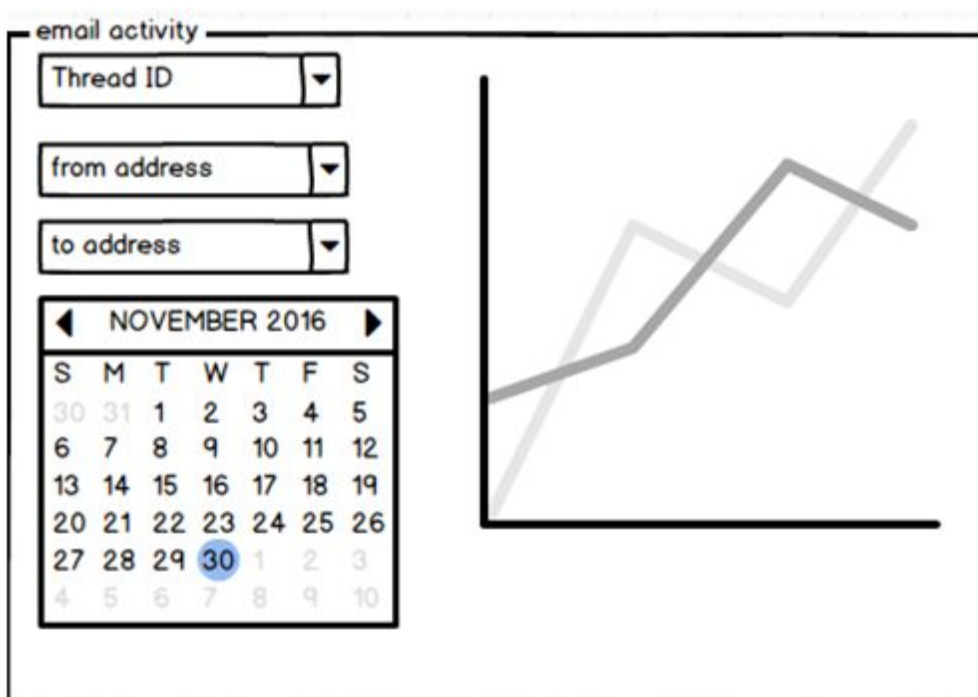 email activity
Thread ID
from address
to address
NOVEMBER 2016
S M T W T F S
30 31 1 2 3 4 5
6 7 8 9 10 11 12
13 14 15 16 17 18 19
20 21 22 23 24 25 26
27 28 29 30 1 2 3
4 5 6 7 8 9 10